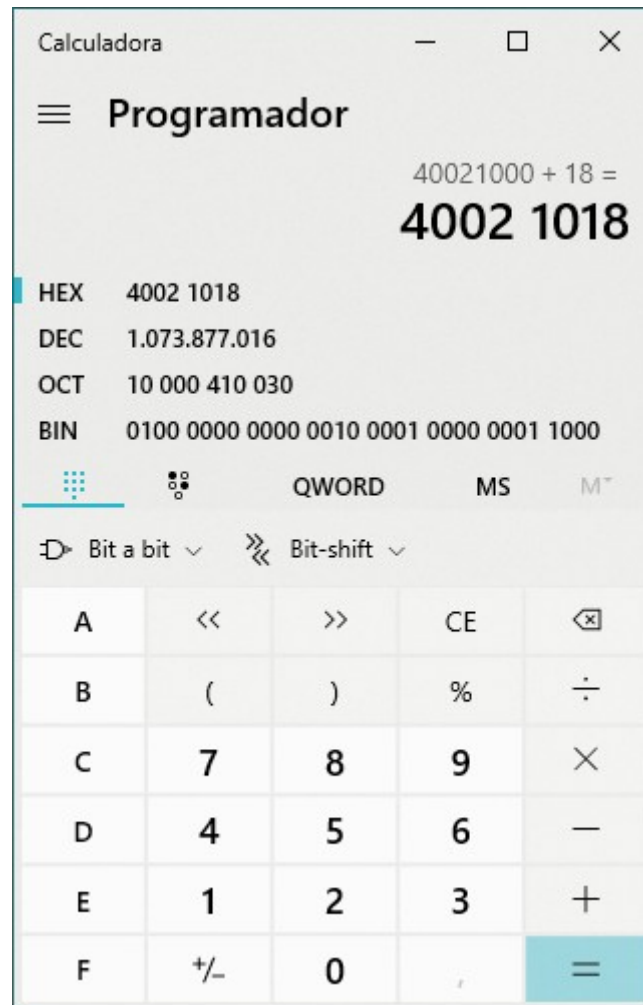 Calculadora
Programador
40021000 + 18 =
4002 1018
HEX 4002 1018
DEC 1.073.877.016
OCT 10 000 410 030
BIN 0100 0000 0000 0010 0001 0000 0001 1000
QWORD MS M
Bit a bit Bit-shift
A << >> CE
B ( ) % ÷
C 7 8 9 ×
D 4 5 6 −
E 1 2 3 +
F +/− 0 , =